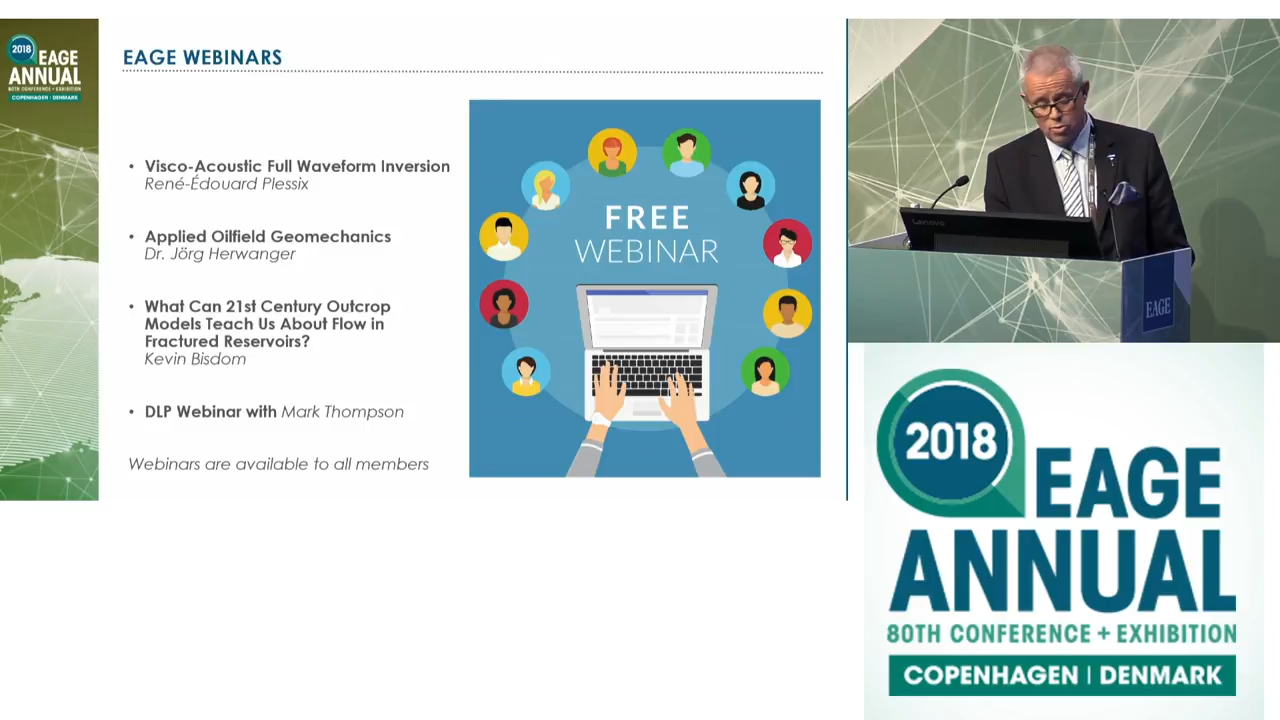 2018
EAGE
ANNUAL
80TH CONFERENCE + EXHIBITION
COPENHAGEN | DENMARK
EAGE WEBINARS
• Visco-Acoustic Full Waveform Inversion
René-Édouard Plessix
• Applied Oilfield Geomechanics
Dr. Jörg Herwanger
• What Can 21st Century Outcrop
Models Teach Us About Flow in
Fractured Reservoirs?
Kevin Bisdom
• DLP Webinar with Mark Thompson
Webinars are available to all members
FREE
WEBINAR
Lenovo
EAGE
2018
EAGE
ANNUAL
80TH CONFERENCE + EXHIBITION
COPENHAGEN | DENMARK